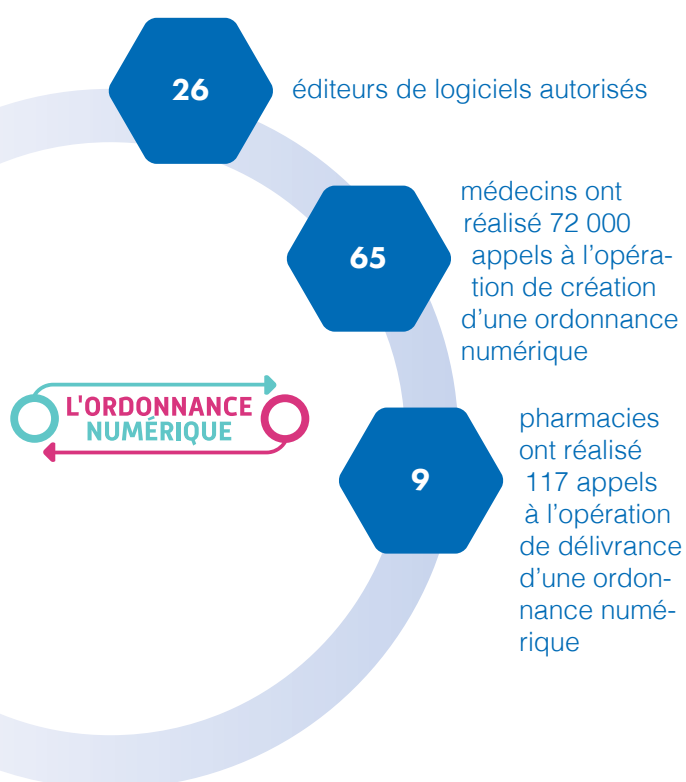 26
éditeurs de logiciels autorisés
65
médecins ont
réalisé 72 000
appels à l’opéra-
tion de création
d’une ordonnance
numérique
L'ORDONNANCE
NUMÉRIQUE
9
pharmacies
ont réalisé
117 appels
à l’opération
de délivrance
d’une ordon-
nance numé-
rique